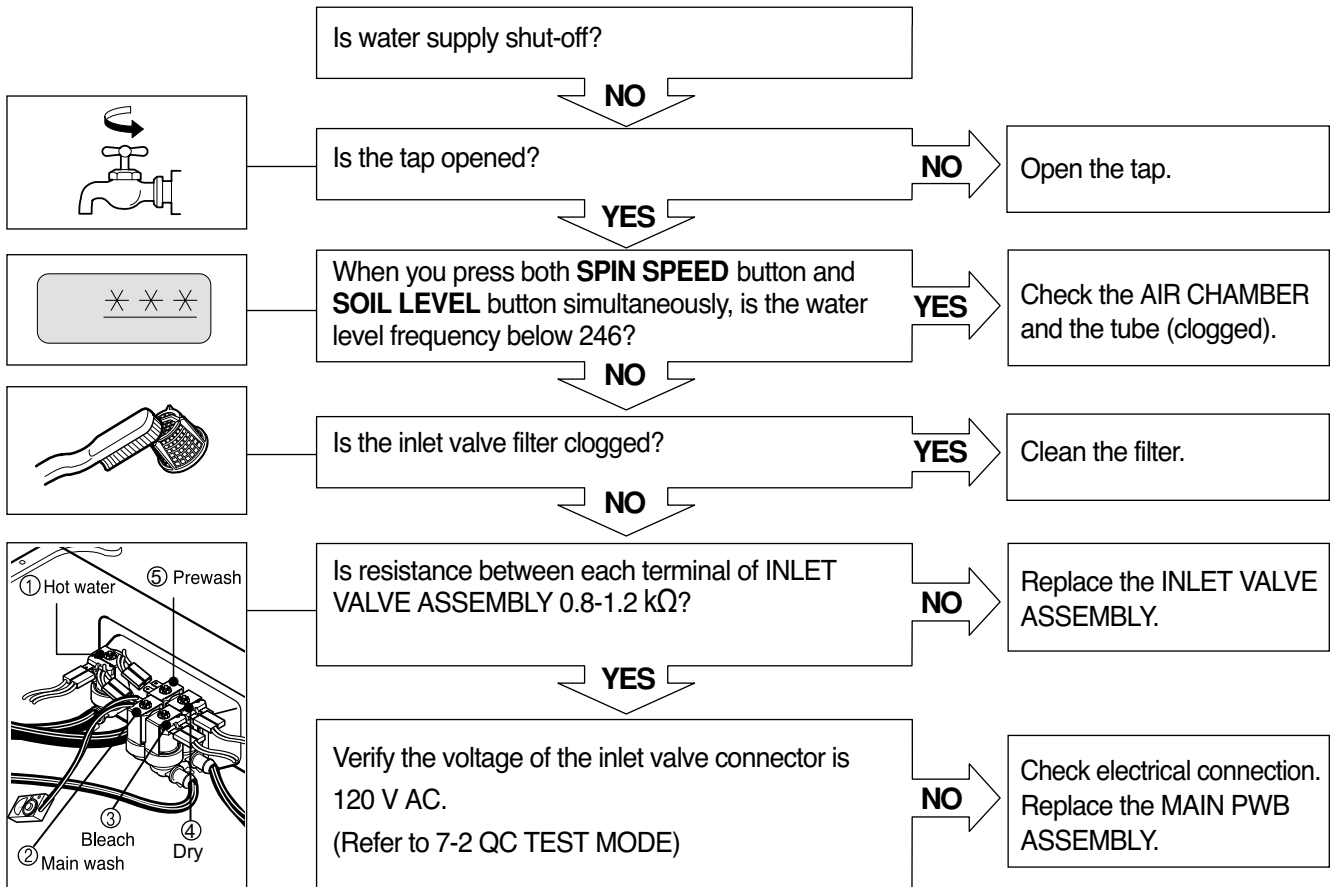 Is water supply shut-off?
NO
Is the tap opened?
NO
Open the tap.
YES
When you press both SPIN SPEED button and
SOIL LEVEL button simultaneously, is the water
level frequency below 246?
YES
Check the AIR CHAMBER
and the tube (clogged).
NO
Is the inlet valve filter clogged?
YES
Clean the filter.
NO
① Hot water
⑤ Prewash
③
Bleach
④
Dry
② Main wash
Is resistance between each terminal of INLET
VALVE ASSEMBLY 0.8-1.2 kΩ?
NO
Replace the INLET VALVE
ASSEMBLY.
YES
Verify the voltage of the inlet valve connector is
120 V AC.
(Refer to 7-2 QC TEST MODE)
NO
Check electrical connection.
Replace the MAIN PWB
ASSEMBLY.